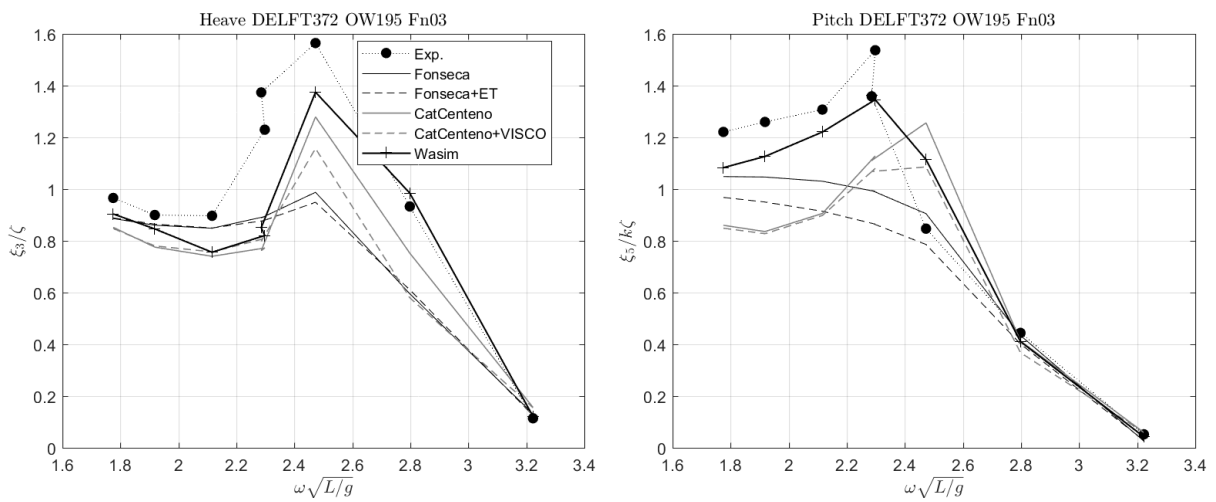 Heave DELFT372 OW195 Fn03
1.6
1.4
1.2
1
0.8
0.6
0.4
0.2
0
ξ₃/ζ
1.6 1.8 2 2.2 2.4 2.6 2.8 3 3.2 3.4
ω√L/g
Exp.
Fonseca
Fonseca+ET
CatCenteno
CatCenteno+VISCO
Wasim
Pitch DELFT372 OW195 Fn03
1.6
1.4
1.2
1
0.8
0.6
0.4
0.2
0
ξ₅/kζ
1.6 1.8 2 2.2 2.4 2.6 2.8 3 3.2 3.4
ω√L/g